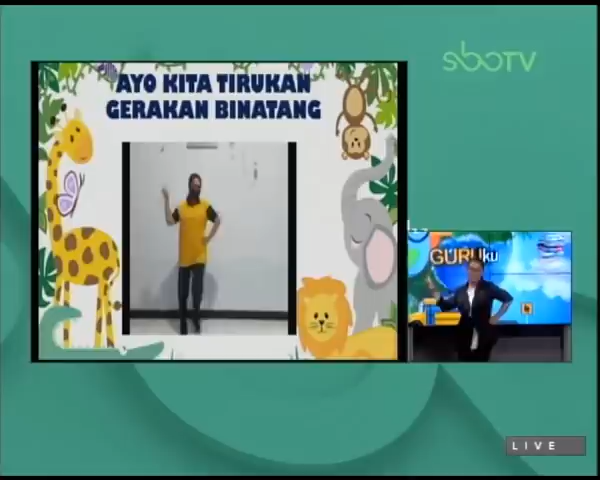 AYO KITA TIRUKAN
GERAKAN BINATANG
sboTV
GURUku
LIVE